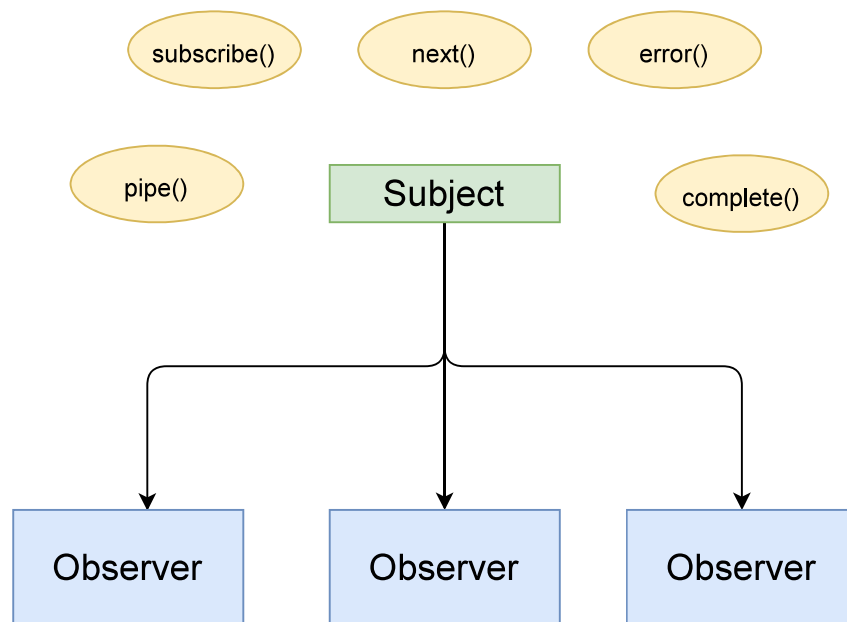 subscribe()
next()
error()
pipe()
Subject
complete()
Observer
Observer
Observer